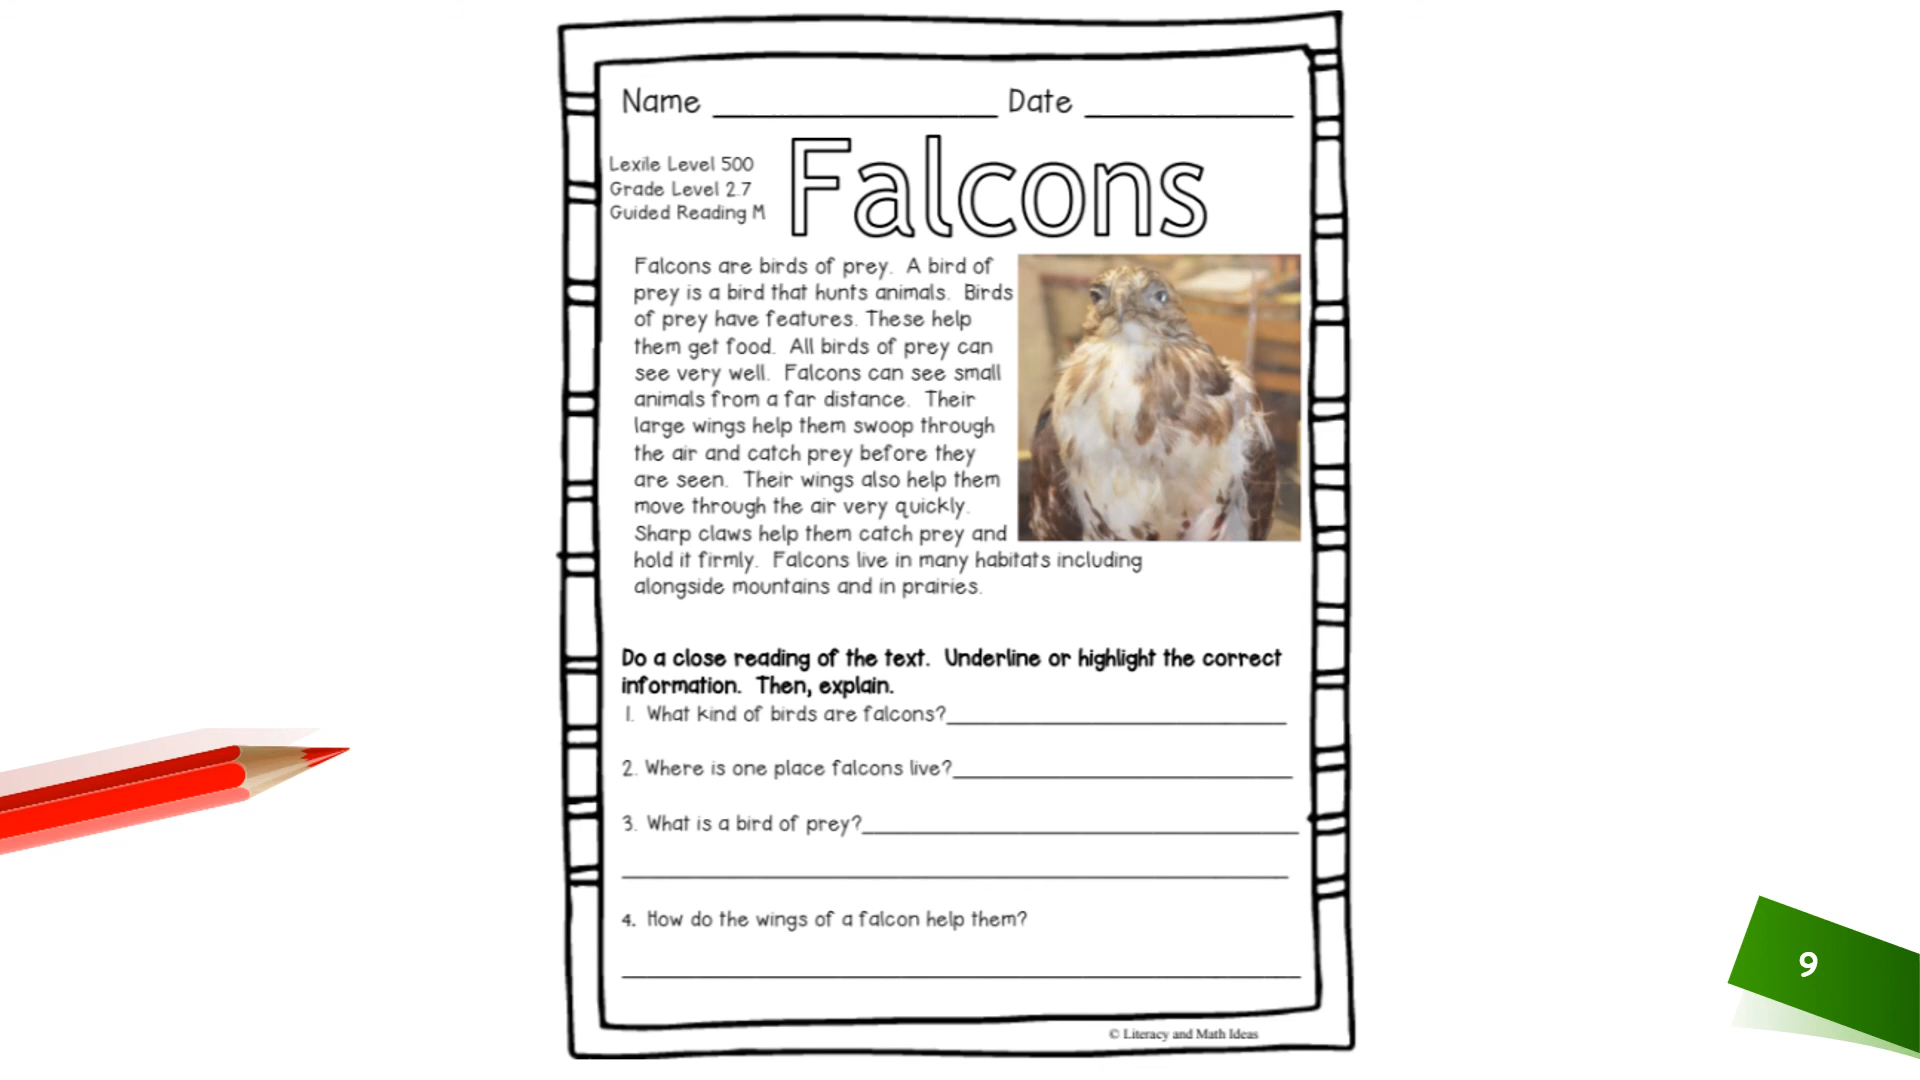 Name Date
Falcons
Lexile Level 500
Grade Level 2.7
Guided Reading M
Falcons are birds of prey. A bird of
prey is a bird that hunts animals. Birds
of prey have features. These help
them get food. All birds of prey can
see very well. Falcons can see small
animals from a far distance. Their
large wings help them swoop through
the air and catch prey before they
are seen. Their wings also help them
move through the air very quickly.
Sharp claws help them catch prey and
hold it firmly. Falcons live in many habitats including
alongside mountains and in prairies.
Do a close reading of the text. Underline or highlight the correct
information. Then, explain.
1. What kind of birds are falcons?
2. Where is one place falcons live?
3. What is a bird of prey?
4. How do the wings of a falcon help them?
© Literacy and Math Ideas
9